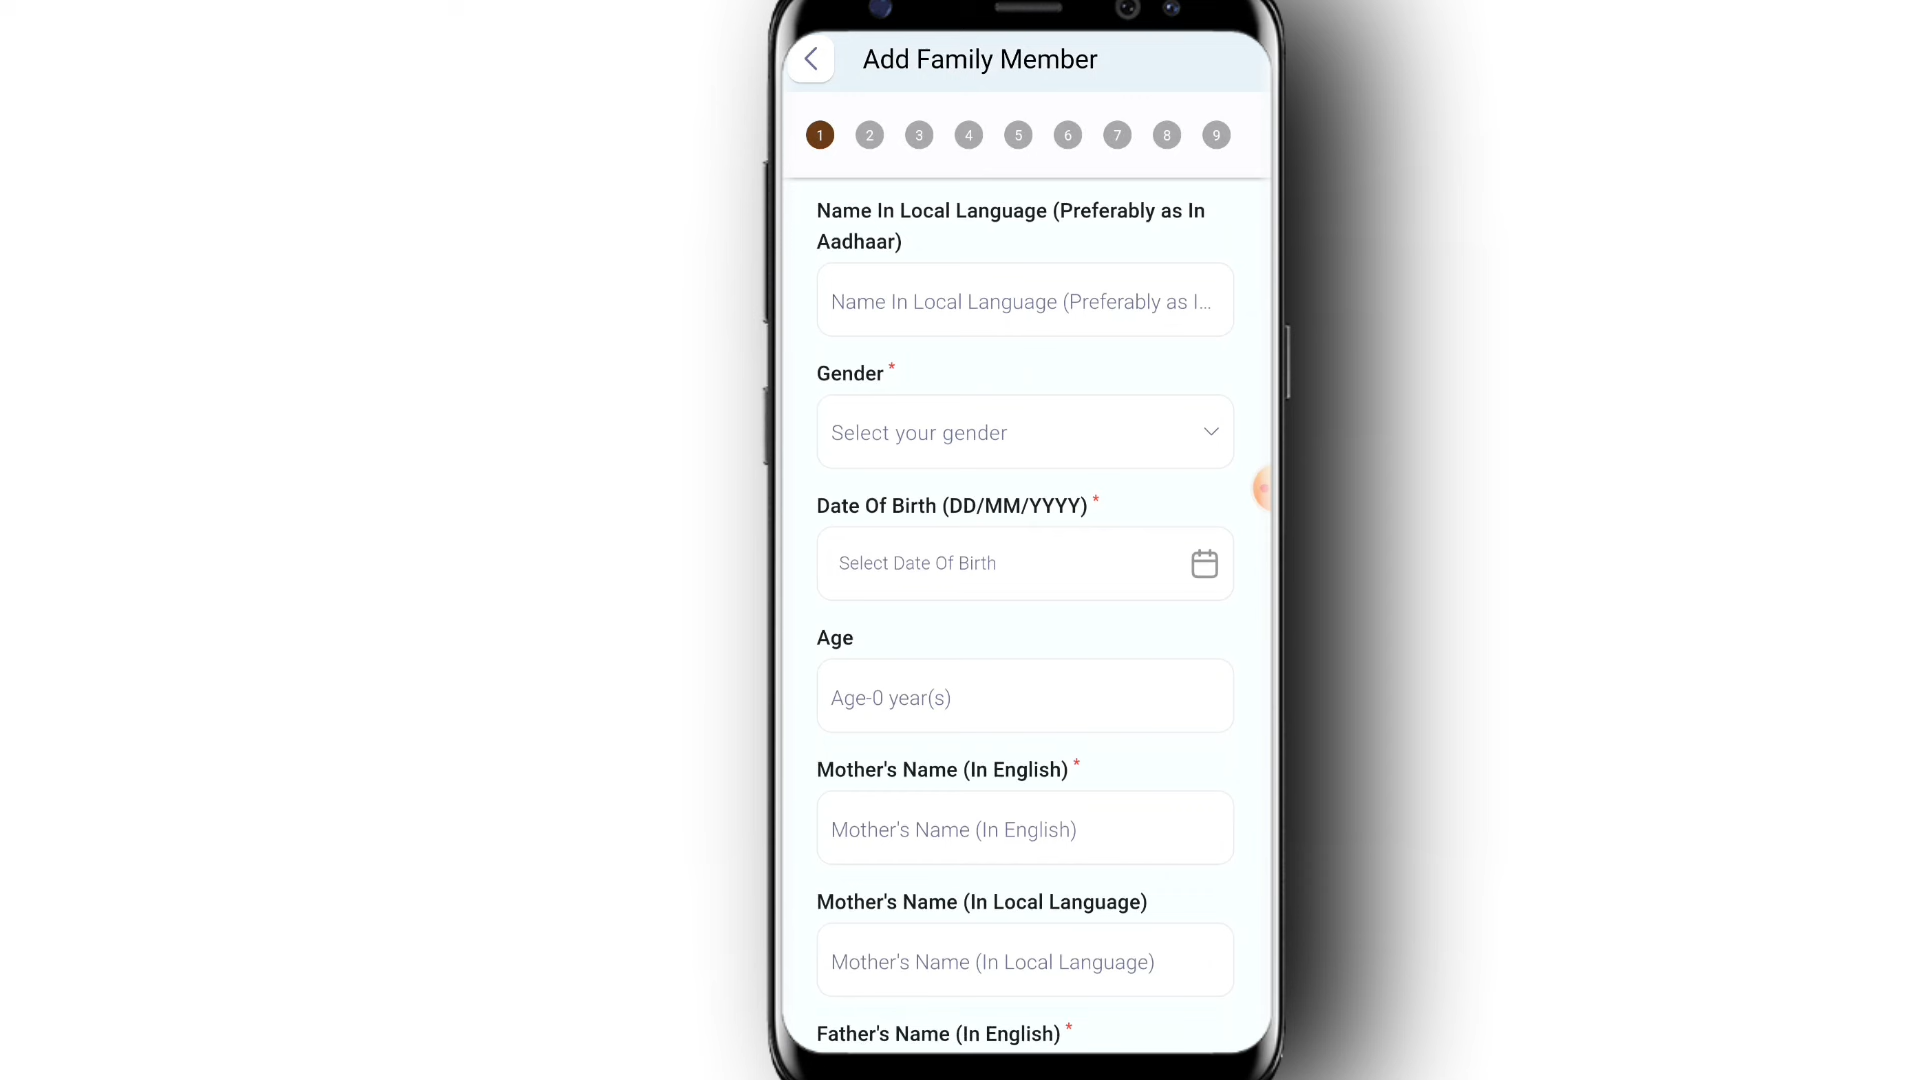 Add Family Member
1 2 3 4 5 6 7 8 9
Name In Local Language (Preferably as In
Aadhaar)
Name In Local Language (Preferably as I...
Gender *
Select your gender
Date Of Birth (DD/MM/YYYY) *
Select Date Of Birth
Age
Age-0 year(s)
Mother's Name (In English) *
Mother's Name (In English)
Mother's Name (In Local Language)
Mother's Name (In Local Language)
Father's Name (In English) *